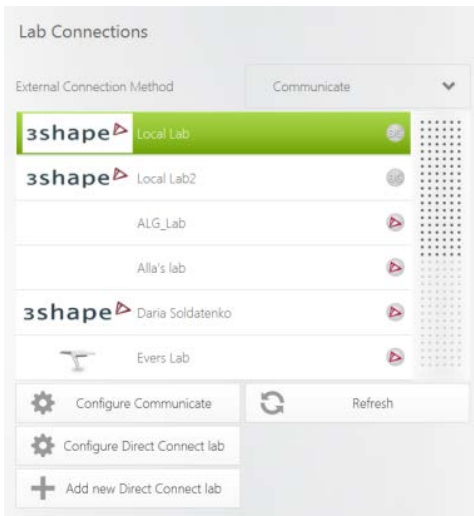 Lab Connections
External Connection Method Communicate
3shape Local Lab
3shape Local Lab2
ALG_Lab
Alla's lab
3shape Daria Soldatenko
Evers Lab
Configure Communicate Refresh
Configure Direct Connect lab
Add new Direct Connect lab